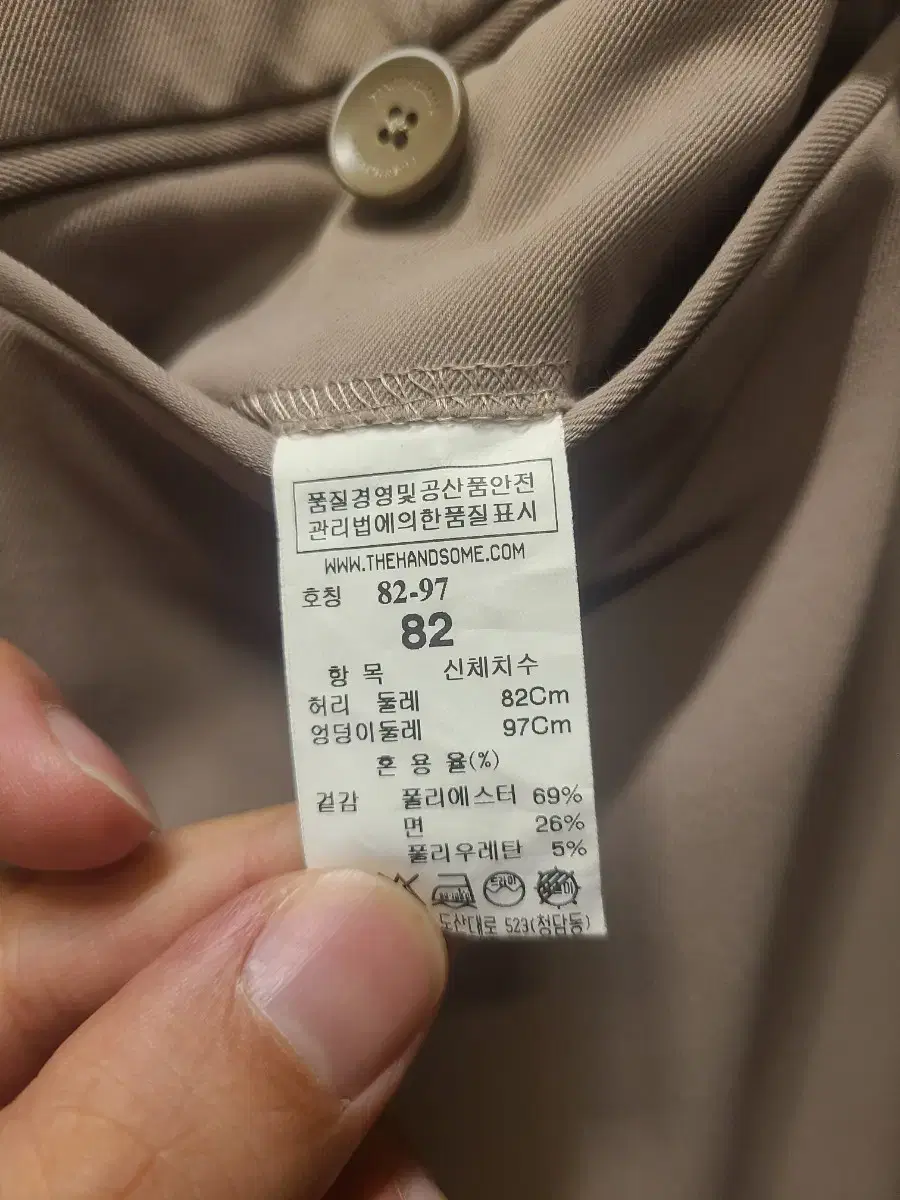 품질경영및공산품안전
관리법에의한품질표시
WWW.THEHANDSOME.COM
호칭 82-97
82
항 목 신체치수
허리 둘레 82Cm
엉덩이둘레 97Cm
혼 용 율(%)
겉감 폴리에스터 69%
면 26%
폴리우레탄 5%
드라이
도산대로 523(청담동)